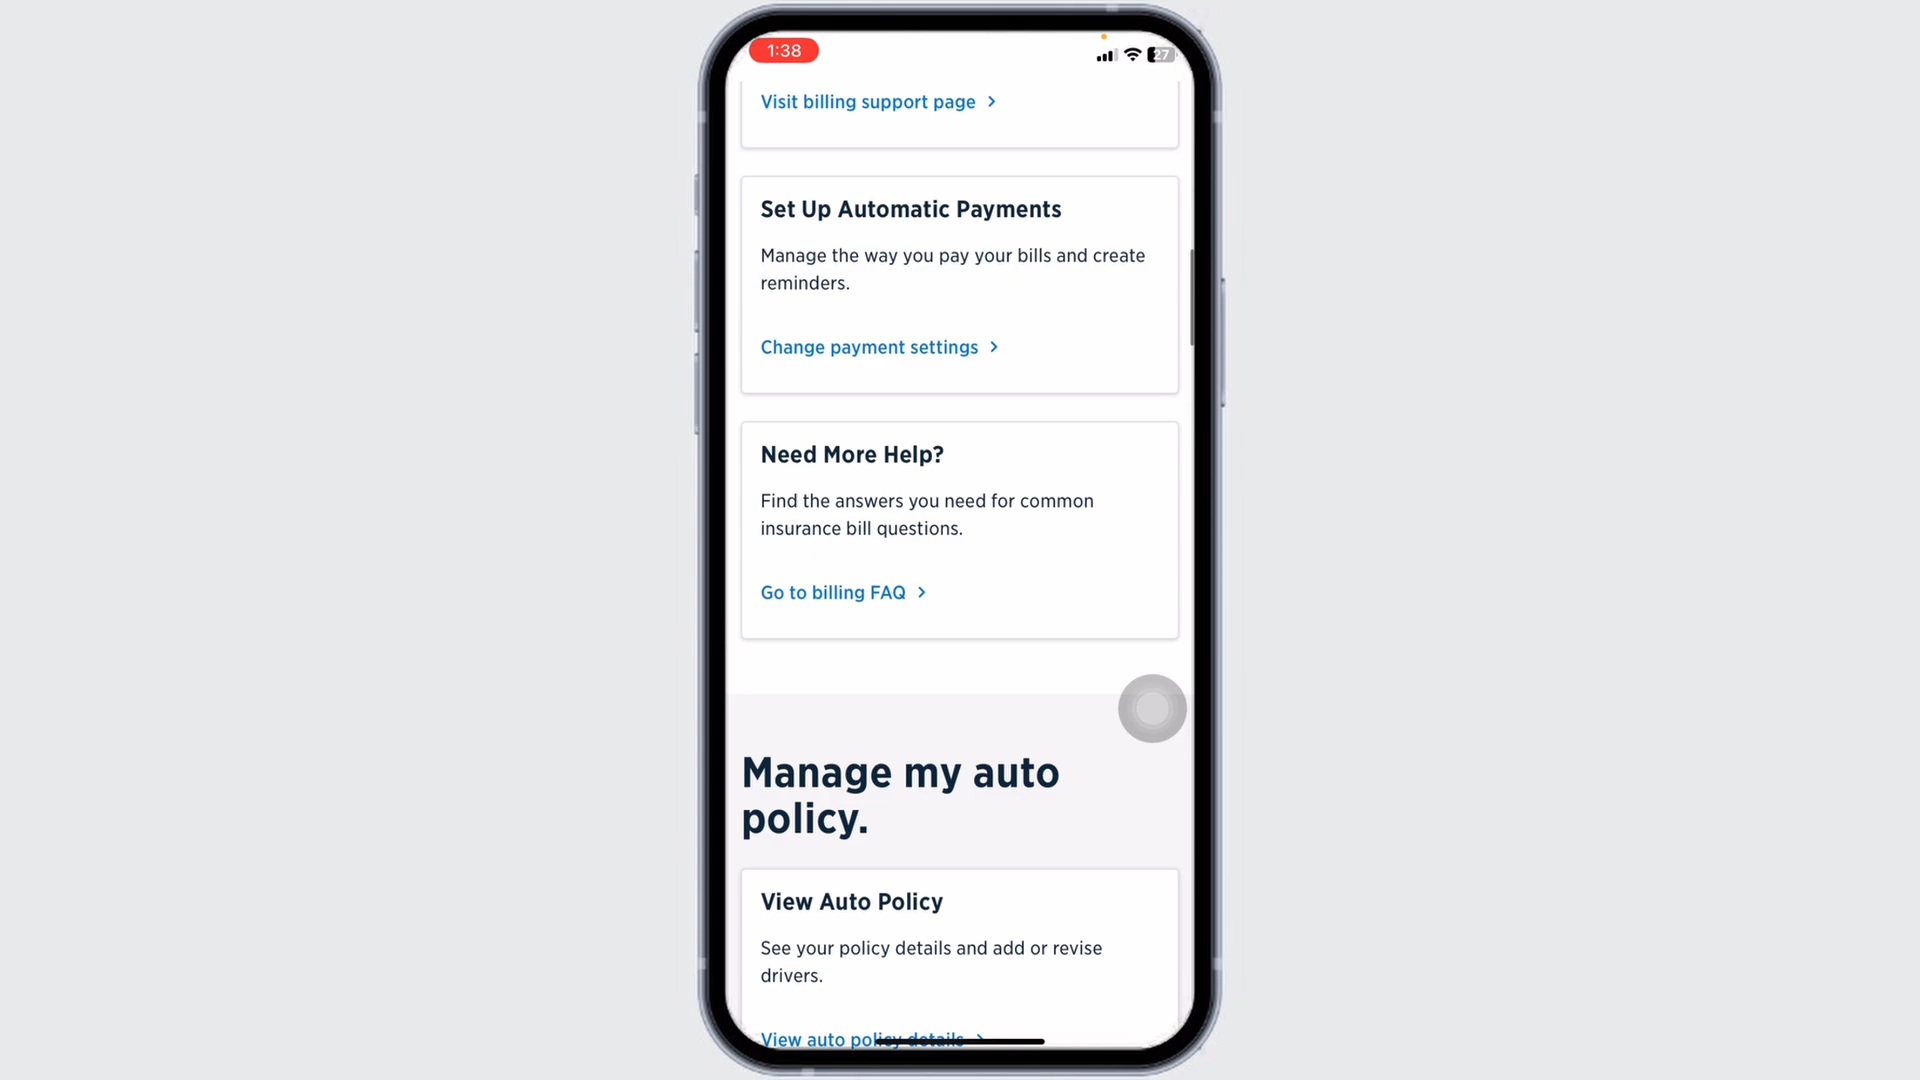 1:38
27
Visit billing support page
Set Up Automatic Payments
Manage the way you pay your bills and create
reminders.
Change payment settings
Need More Help?
Find the answers you need for common
insurance bill questions.
Go to billing FAQ
Manage my auto
policy.
View Auto Policy
See your policy details and add or revise
drivers.
View auto policy details